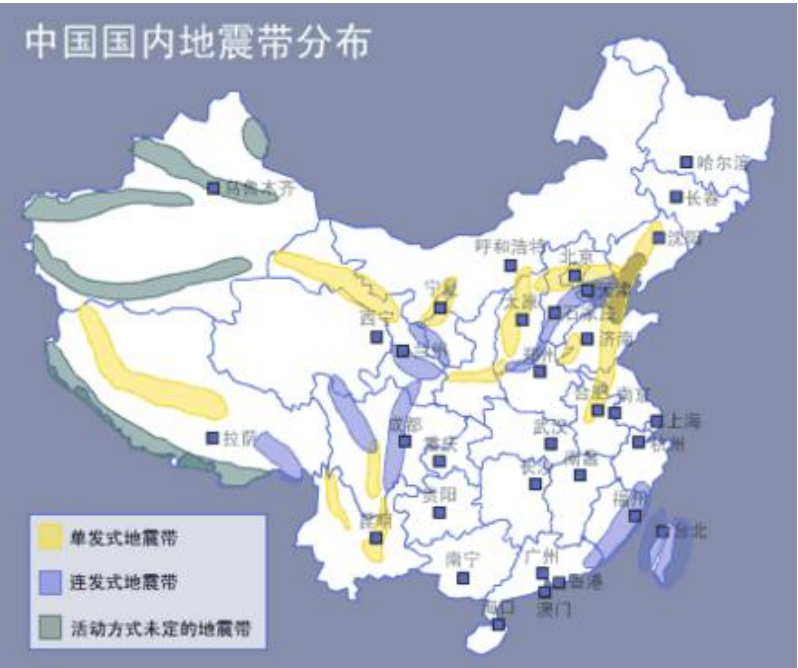 中国国内地震带分布
哈尔滨
长春
乌鲁木齐
沈阳
呼和浩特
北京
天津
宁夏
太原
石家庄
西宁
济南
兰州
郑州
合肥
南京
上海
成都
武汉
杭州
拉萨
重庆
长沙
南昌
贵阳
福州
昆明
台北
南宁
广州
香港
澳门
海口
单发式地震带
连发式地震带
活动方式未定的地震带